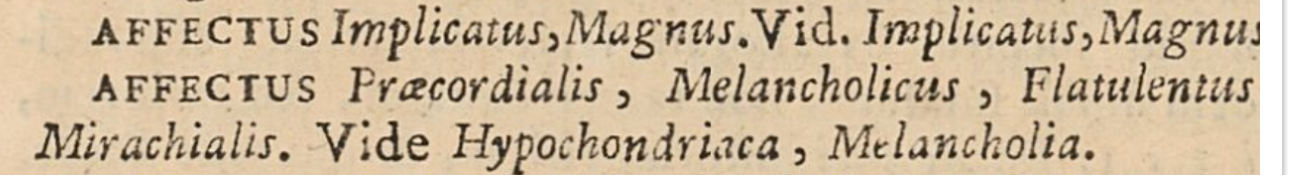 AFFECTUS Implicatus, Magnus. Vid. Implicatus, Magnus
AFFECTUS Præcordialis, Melancholicus, Flatulentus
Mirachialis. Vide Hypochondriaca, Melancholia.